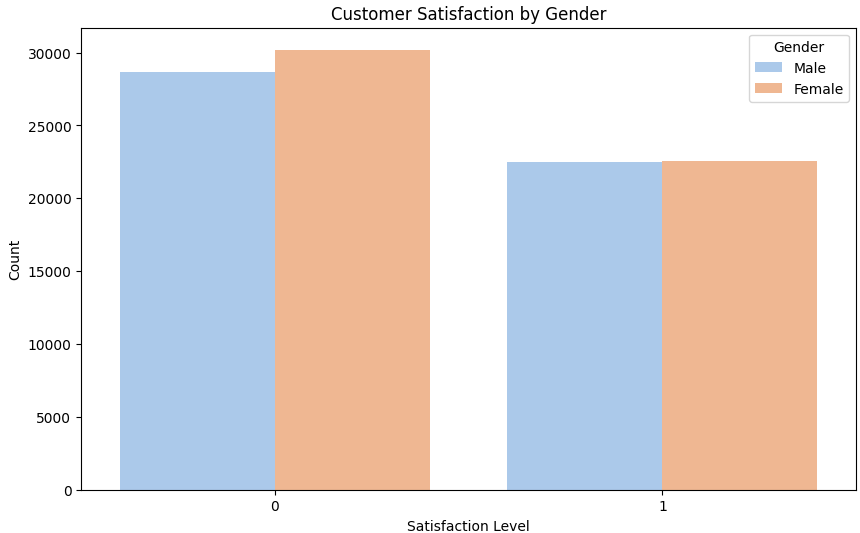 Customer Satisfaction by Gender
Gender
Male
Female
30000
25000
20000
15000
10000
5000
0
Count
0 1
Satisfaction Level